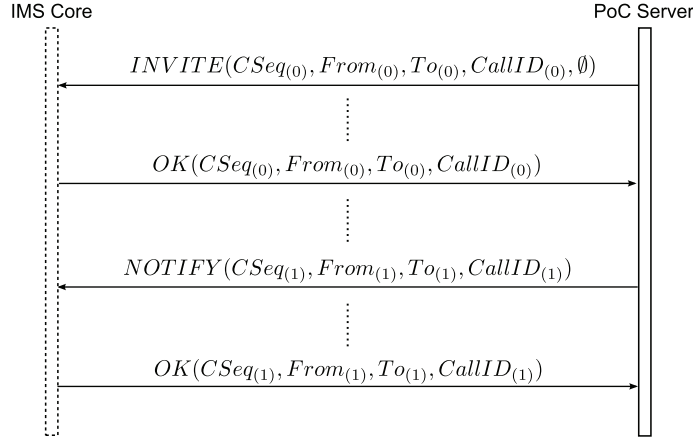 IMS Core PoC Server
INVITE(CSeq(0), From(0), To(0), CallID(0), ∅)
OK(CSeq(0), From(0), To(0), CallID(0))
NOTIFY(CSeq(1), From(1), To(1), CallID(1))
OK(CSeq(1), From(1), To(1), CallID(1))